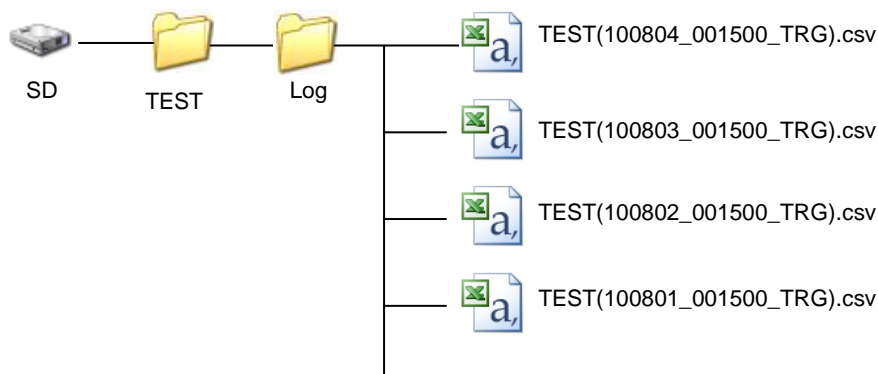 TEST(100804_001500_TRG).csv
SD
TEST
Log
TEST(100803_001500_TRG).csv
TEST(100802_001500_TRG).csv
TEST(100801_001500_TRG).csv